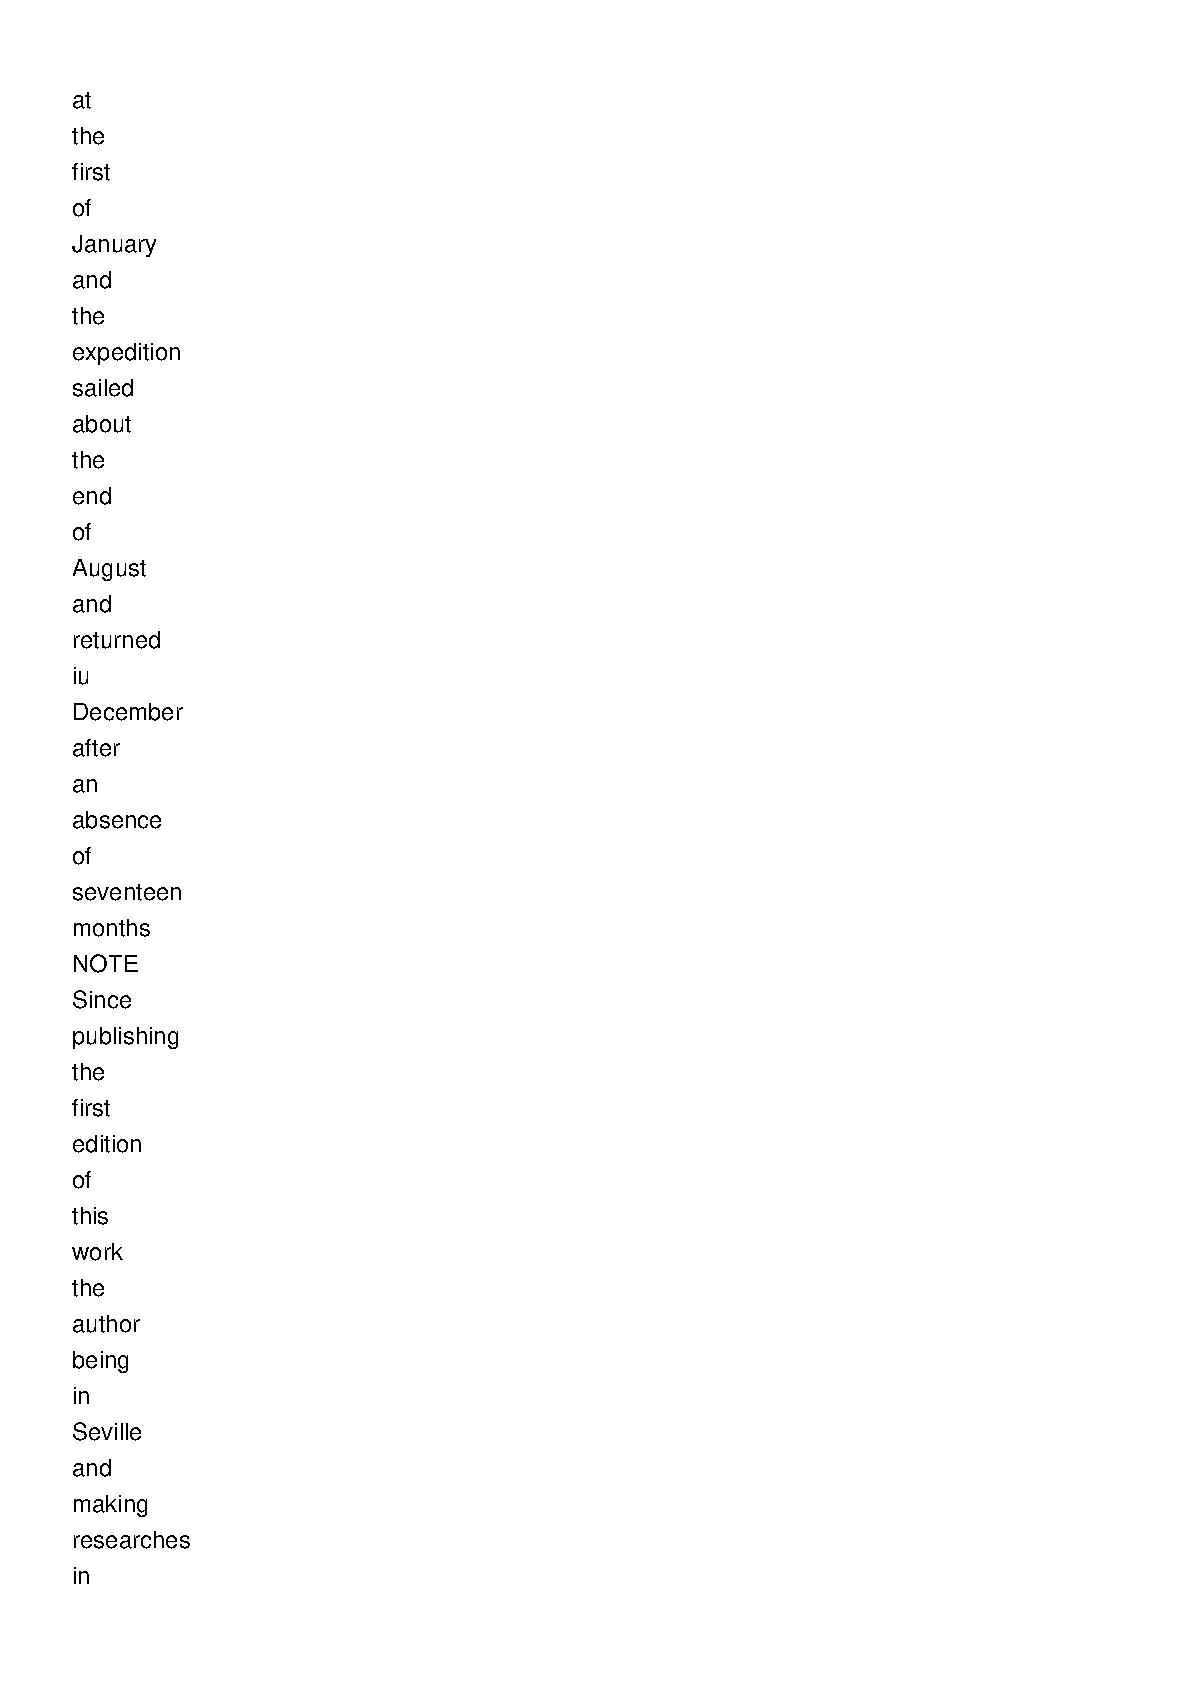 at
the
first
of
January
and
the
expedition
sailed
about
the
end
of
August
and
returned
iu
December
after
an
absence
of
seventeen
months
NOTE
Since
publishing
the
first
edition
of
this
work
the
author
being
in
Seville
and
making
researches
in